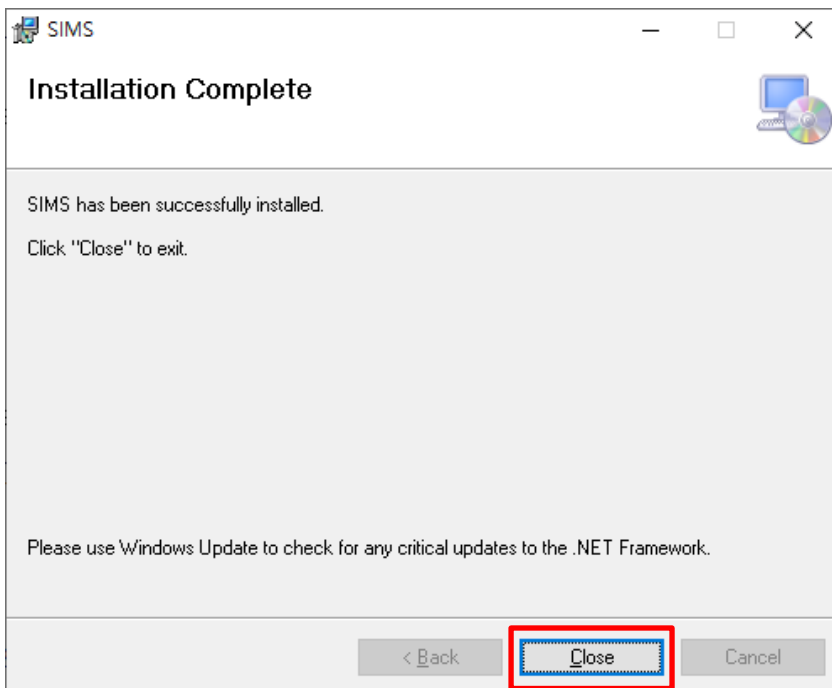 SIMS
Installation Complete
SIMS has been successfully installed.
Click "Close" to exit.
Please use Windows Update to check for any critical updates to the .NET Framework.
< Back Close Cancel